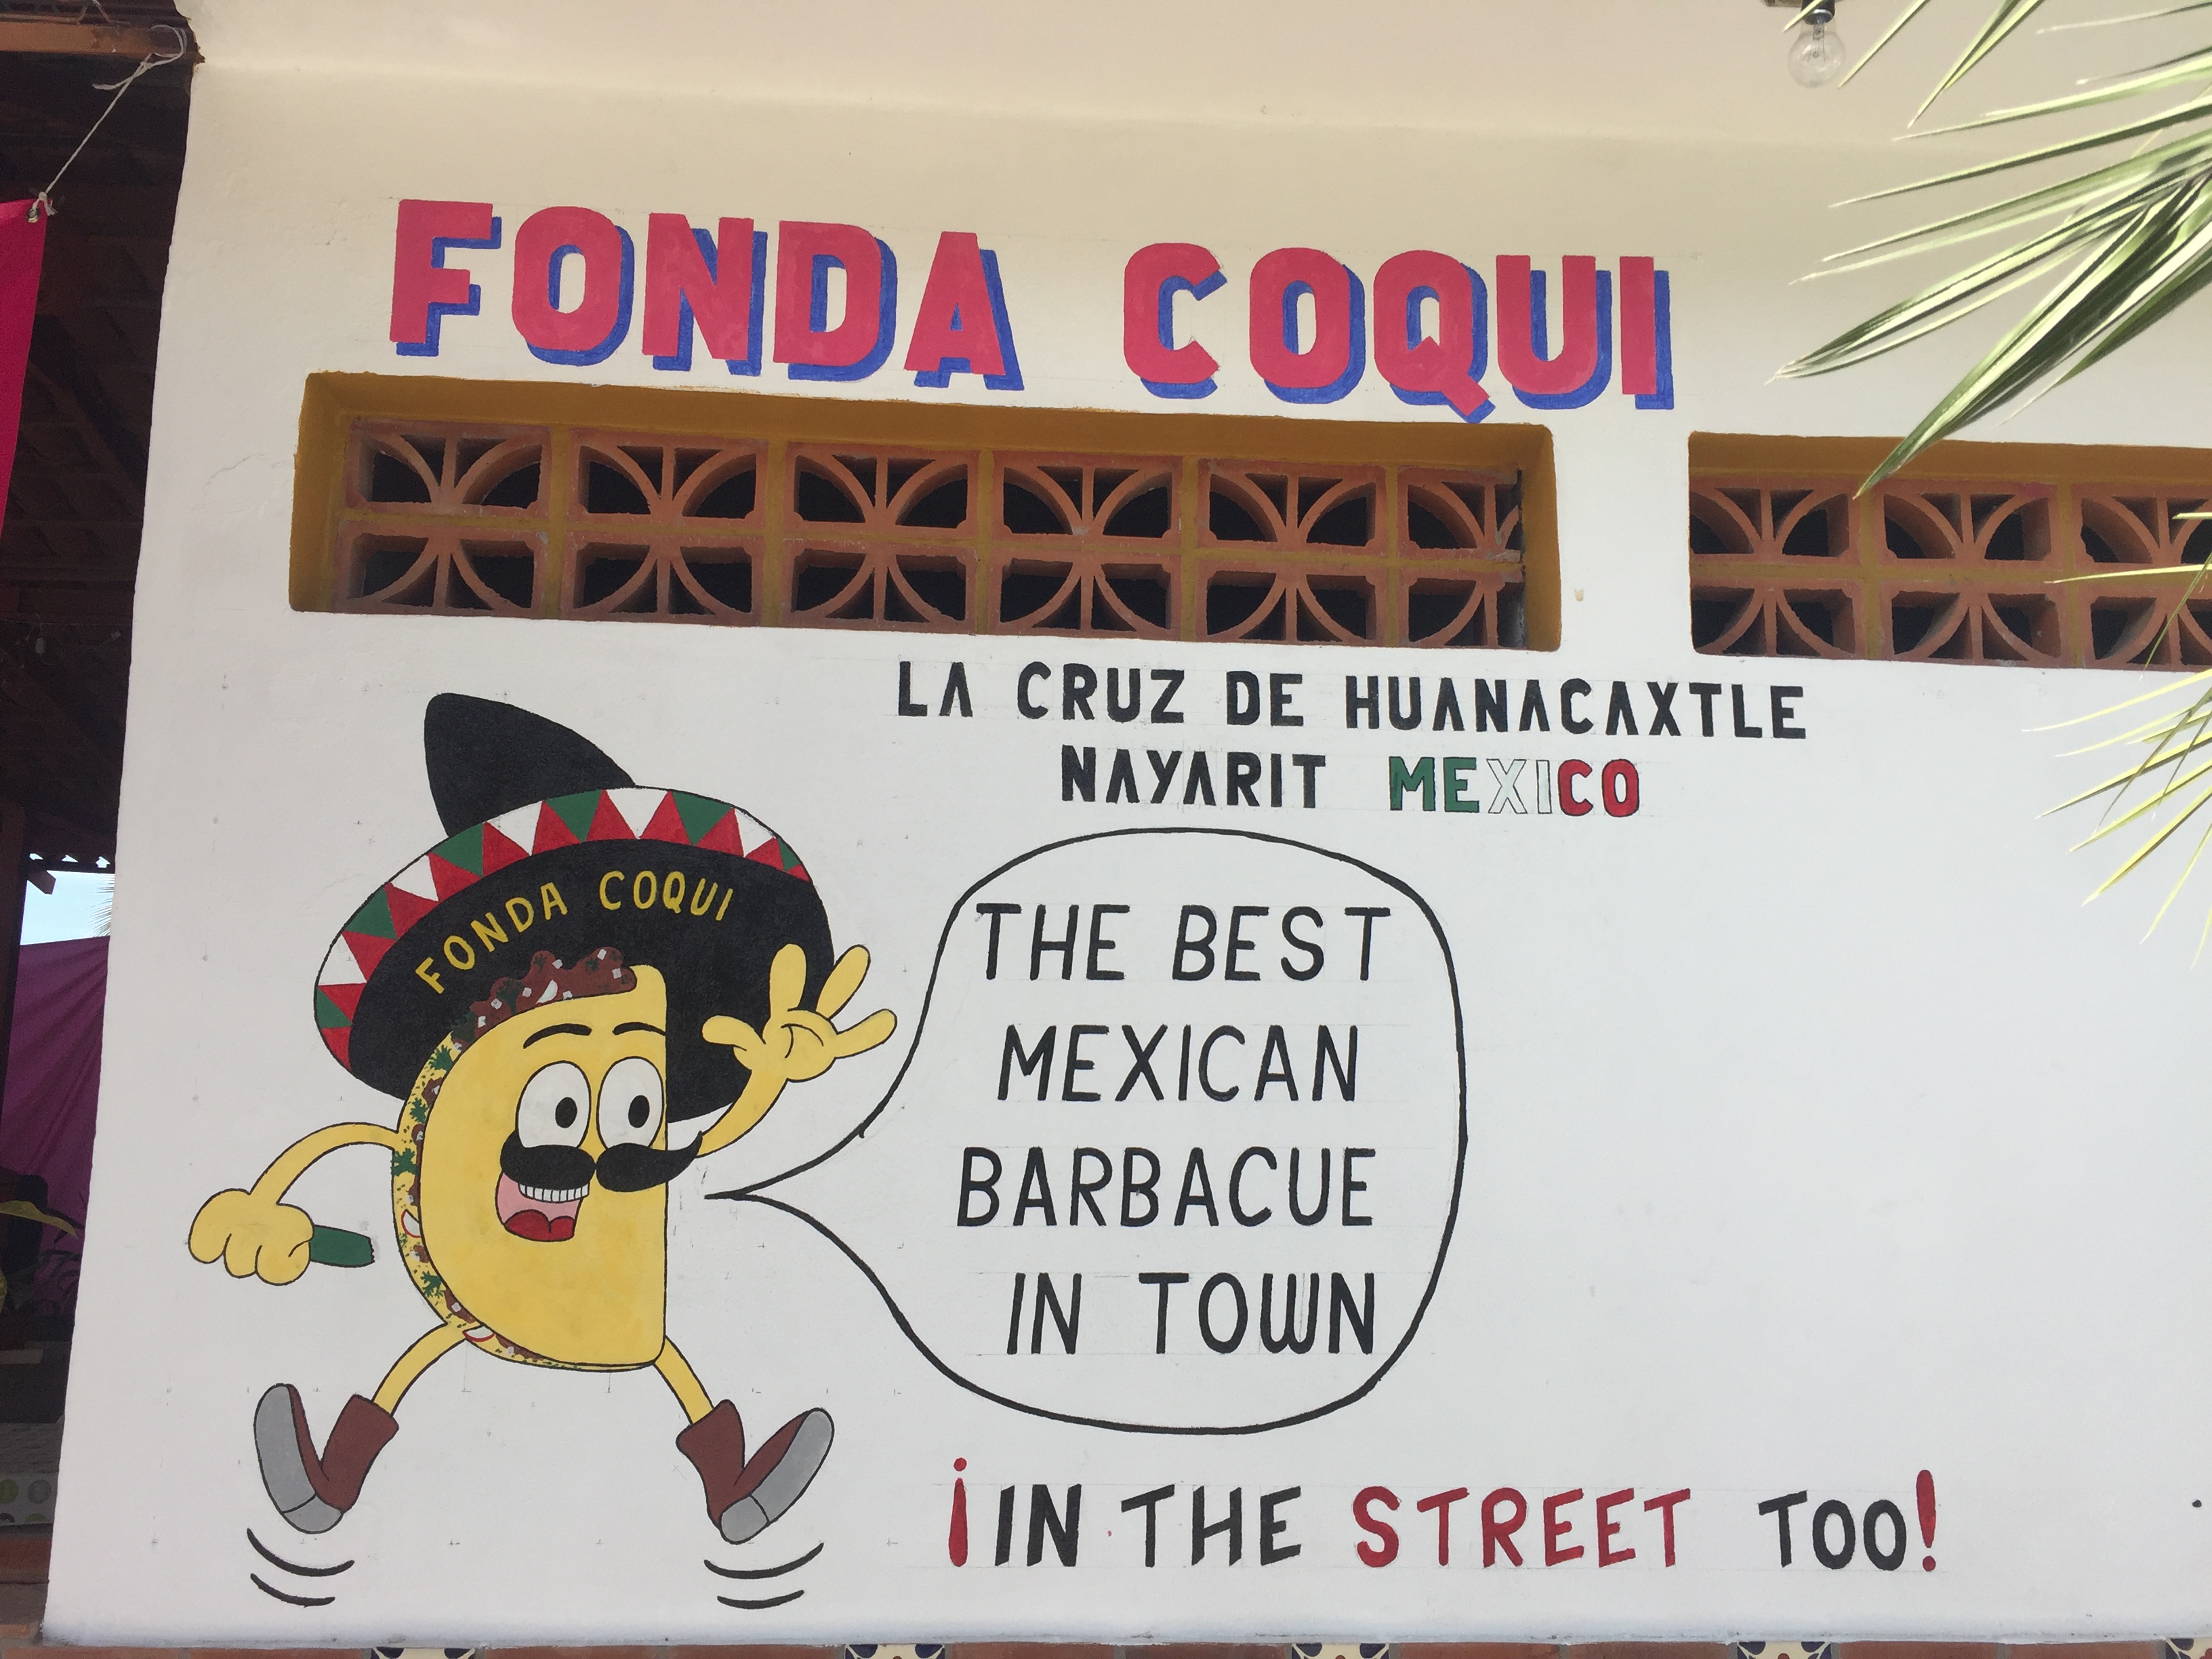 FONDA COQUI
LA CRUZ DE HUANACAXTLE
NAYARIT MEXICO
FONDA COQUI
THE BEST
MEXICAN
BARBACUE
IN TOWN
¡IN THE STREET TOO!